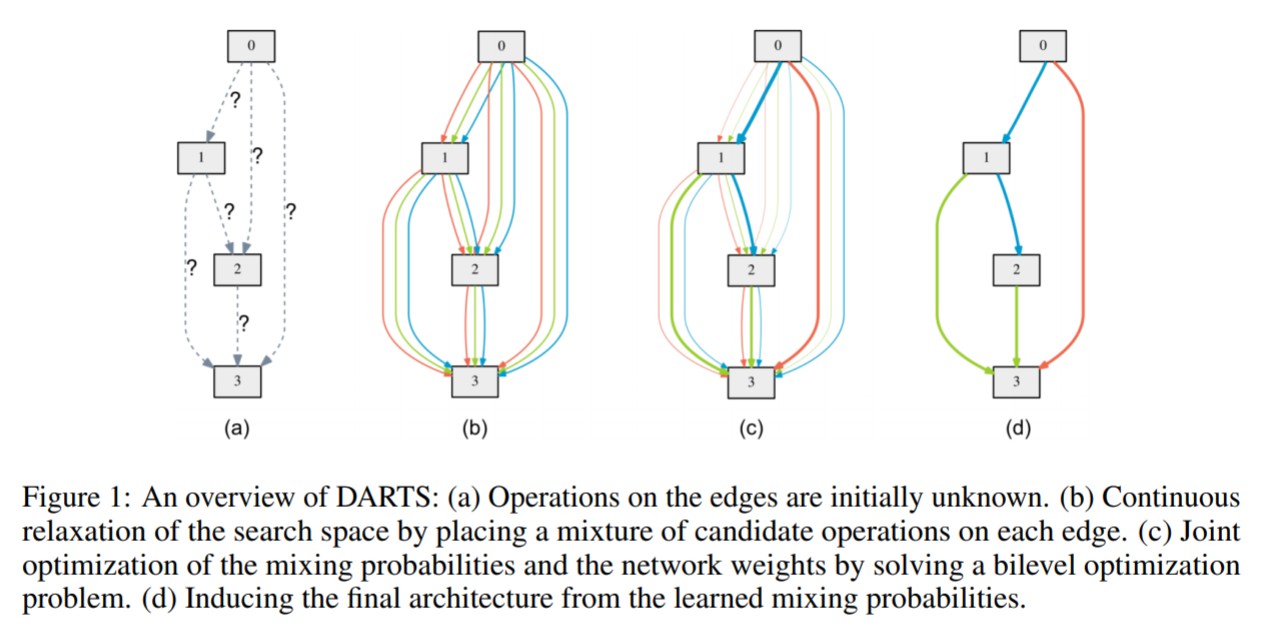 0 0 0 0
?
1 ? 1 1 1
? ?
? 2 2 2 2
?
3 3 3 3
(a) (b) (c) (d)
Figure 1: An overview of DARTS: (a) Operations on the edges are initially unknown. (b) Continuous
relaxation of the search space by placing a mixture of candidate operations on each edge. (c) Joint
optimization of the mixing probabilities and the network weights by solving a bilevel optimization
problem. (d) Inducing the final architecture from the learned mixing probabilities.